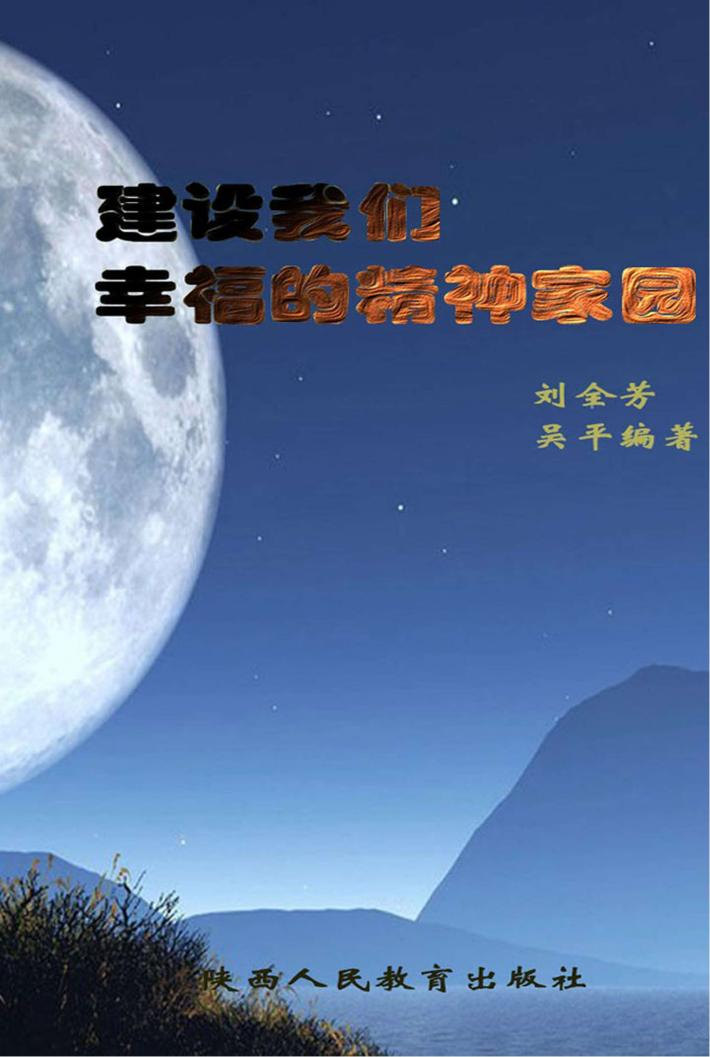 建设我们
幸福的精神家园
刘全芳
吴平编著
陕西人民教育出版社